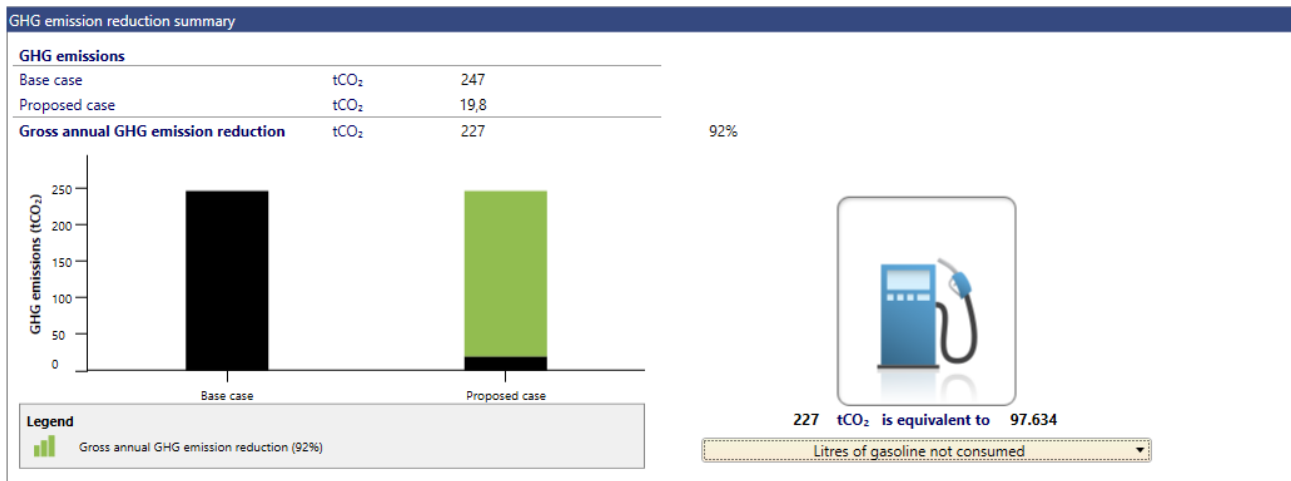 GHG emission reduction summary
GHG emissions
Base case tCO₂ 247
Proposed case tCO₂ 19,8
Gross annual GHG emission reduction tCO₂ 227 92%
GHG emissions (tCO₂)
250
200
150
100
50
0
Base case Proposed case
Legend
Gross annual GHG emission reduction (92%)
227 tCO₂ is equivalent to 97.634
Litres of gasoline not consumed